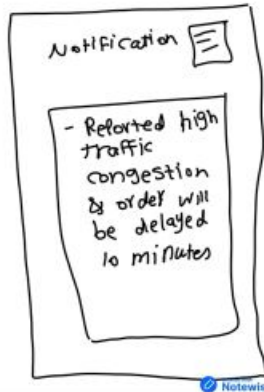 Notification
- Reported high
traffic
congestion
& order will
be delayed
10 minutes
Notewis